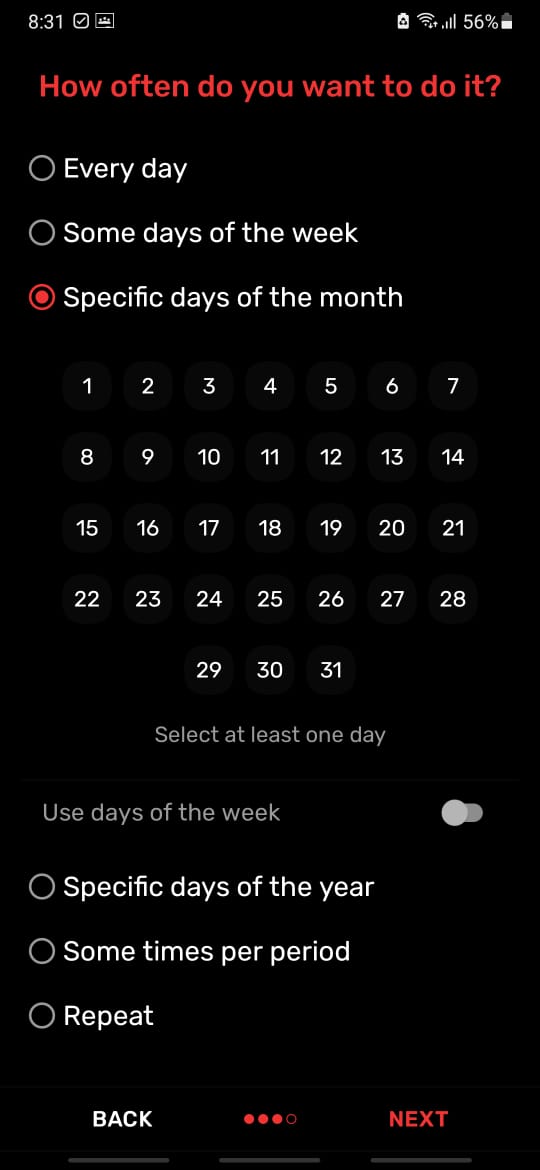 8:31 56%
How often do you want to do it?
Every day
Some days of the week
Specific days of the month
1 2 3 4 5 6 7
8 9 10 11 12 13 14
15 16 17 18 19 20 21
22 23 24 25 26 27 28
29 30 31
Select at least one day
Use days of the week
Specific days of the year
Some times per period
Repeat
BACK NEXT